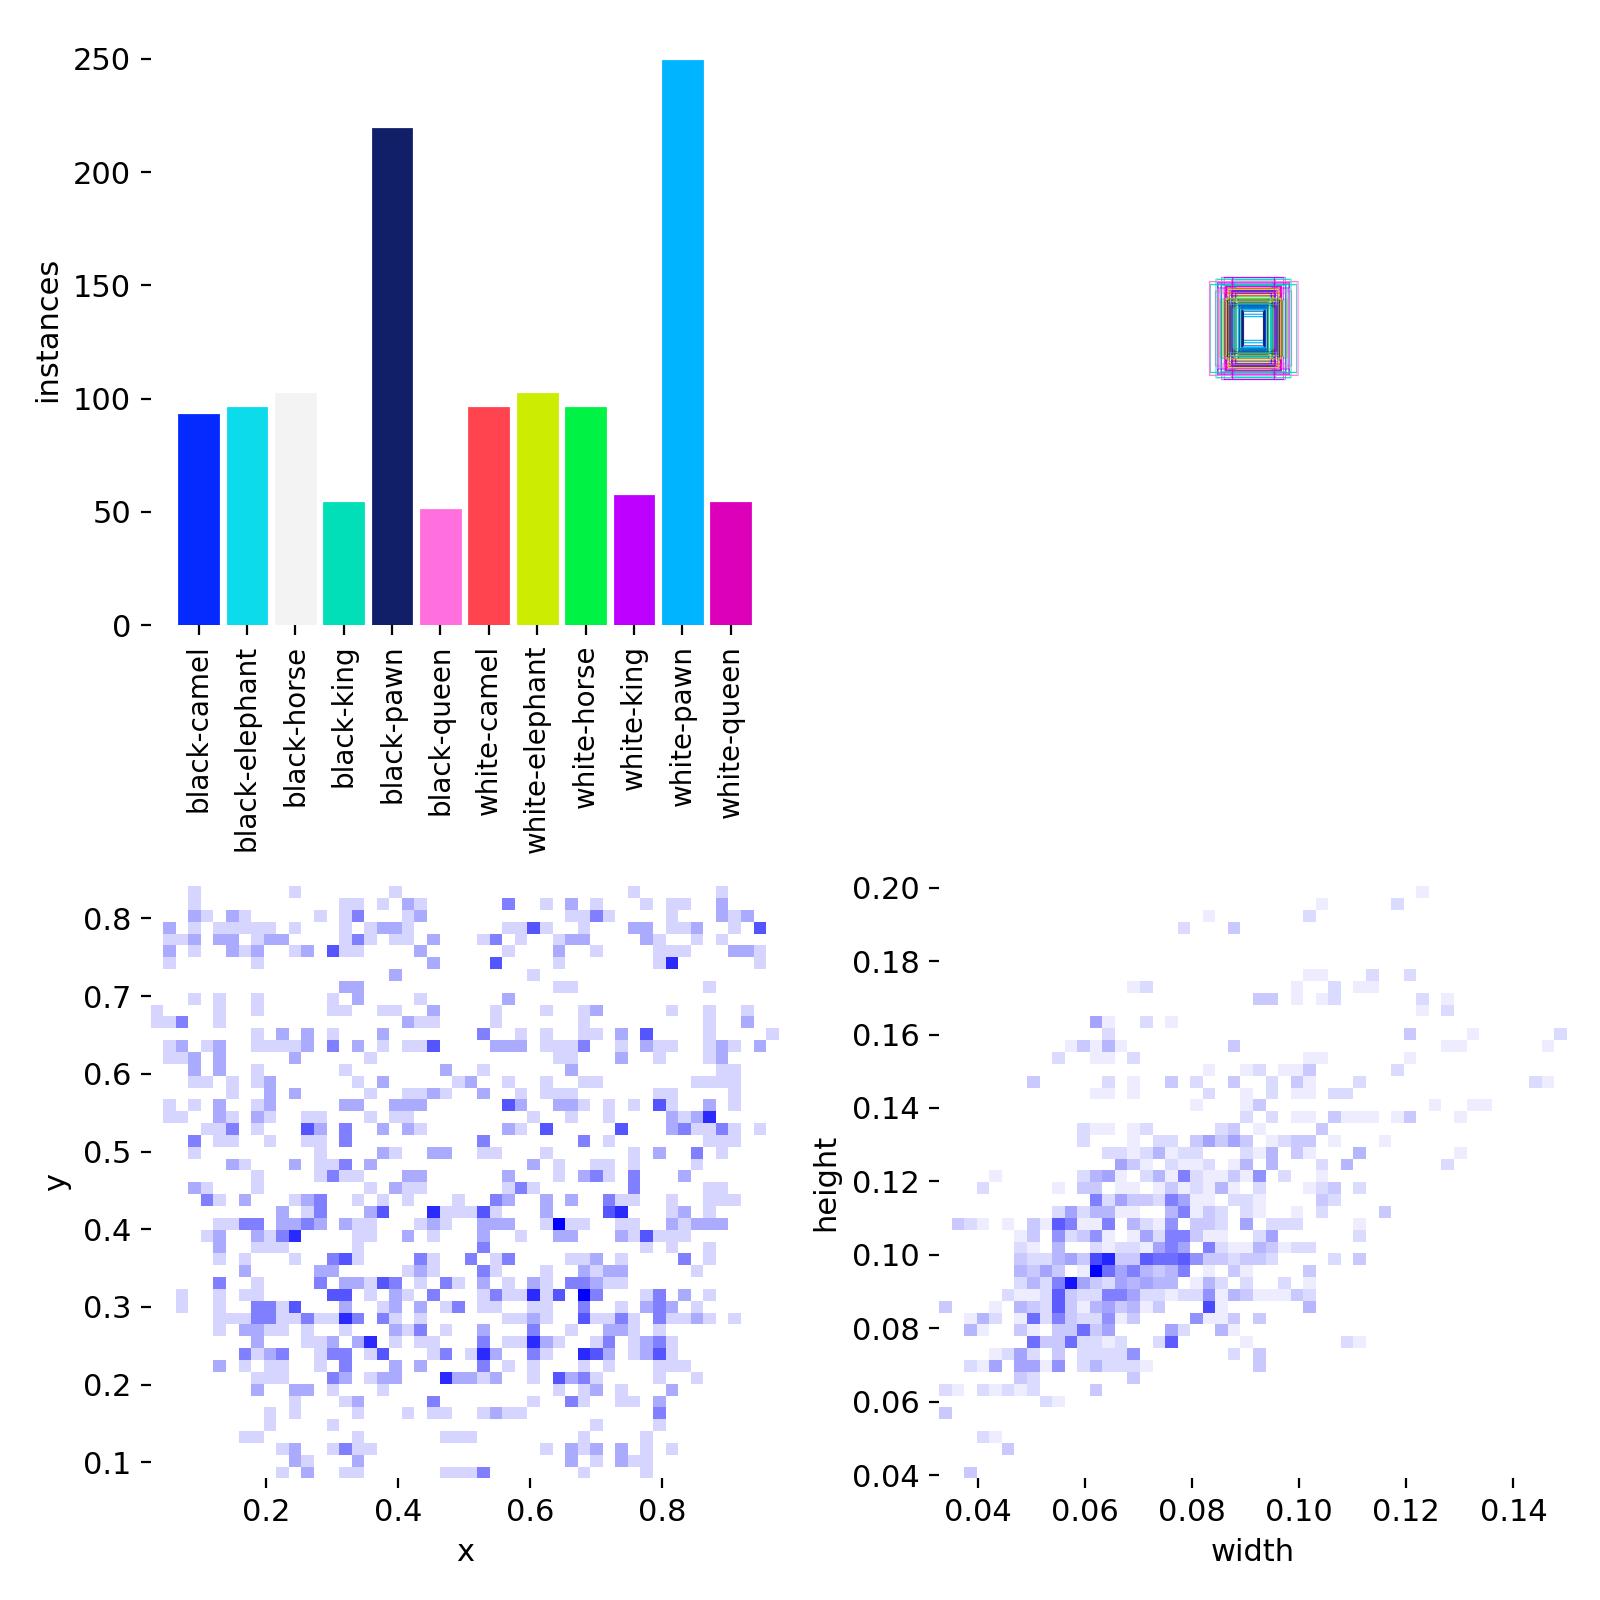 250
200
150
100
50
0
instances
black-camel
black-elephant
black-horse
black-king
black-pawn
black-queen
white-camel
white-elephant
white-horse
white-king
white-pawn
white-queen
0.8
0.7
0.6
0.5
0.4
0.3
0.2
0.1
y
0.2 0.4 0.6 0.8
x
0.20
0.18
0.16
0.14
0.12
0.10
0.08
0.06
0.04
height
0.04 0.06 0.08 0.10 0.12 0.14
width